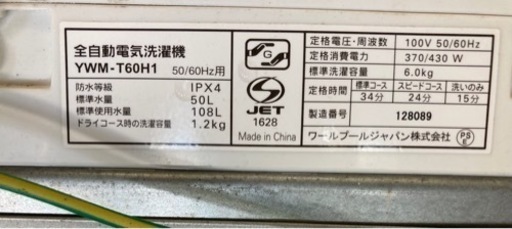 全自動電気洗濯機
YWM-T60H1 50/60Hz用
防水等級 IPX4
標準水量 50L
標準使用水量 108L
ドライコース時の洗濯容量 1.2kg
G
S
JET
1628
Made in China
定格電圧・周波数 100V 50/60Hz
定格消費電力 370/430 W
標準洗濯容量 6.0kg
定格時間 標準コース スピードコース 洗いのみ
34分 24分 15分
製造番号 128089
ワールプールジャパン株式会社
PS
E